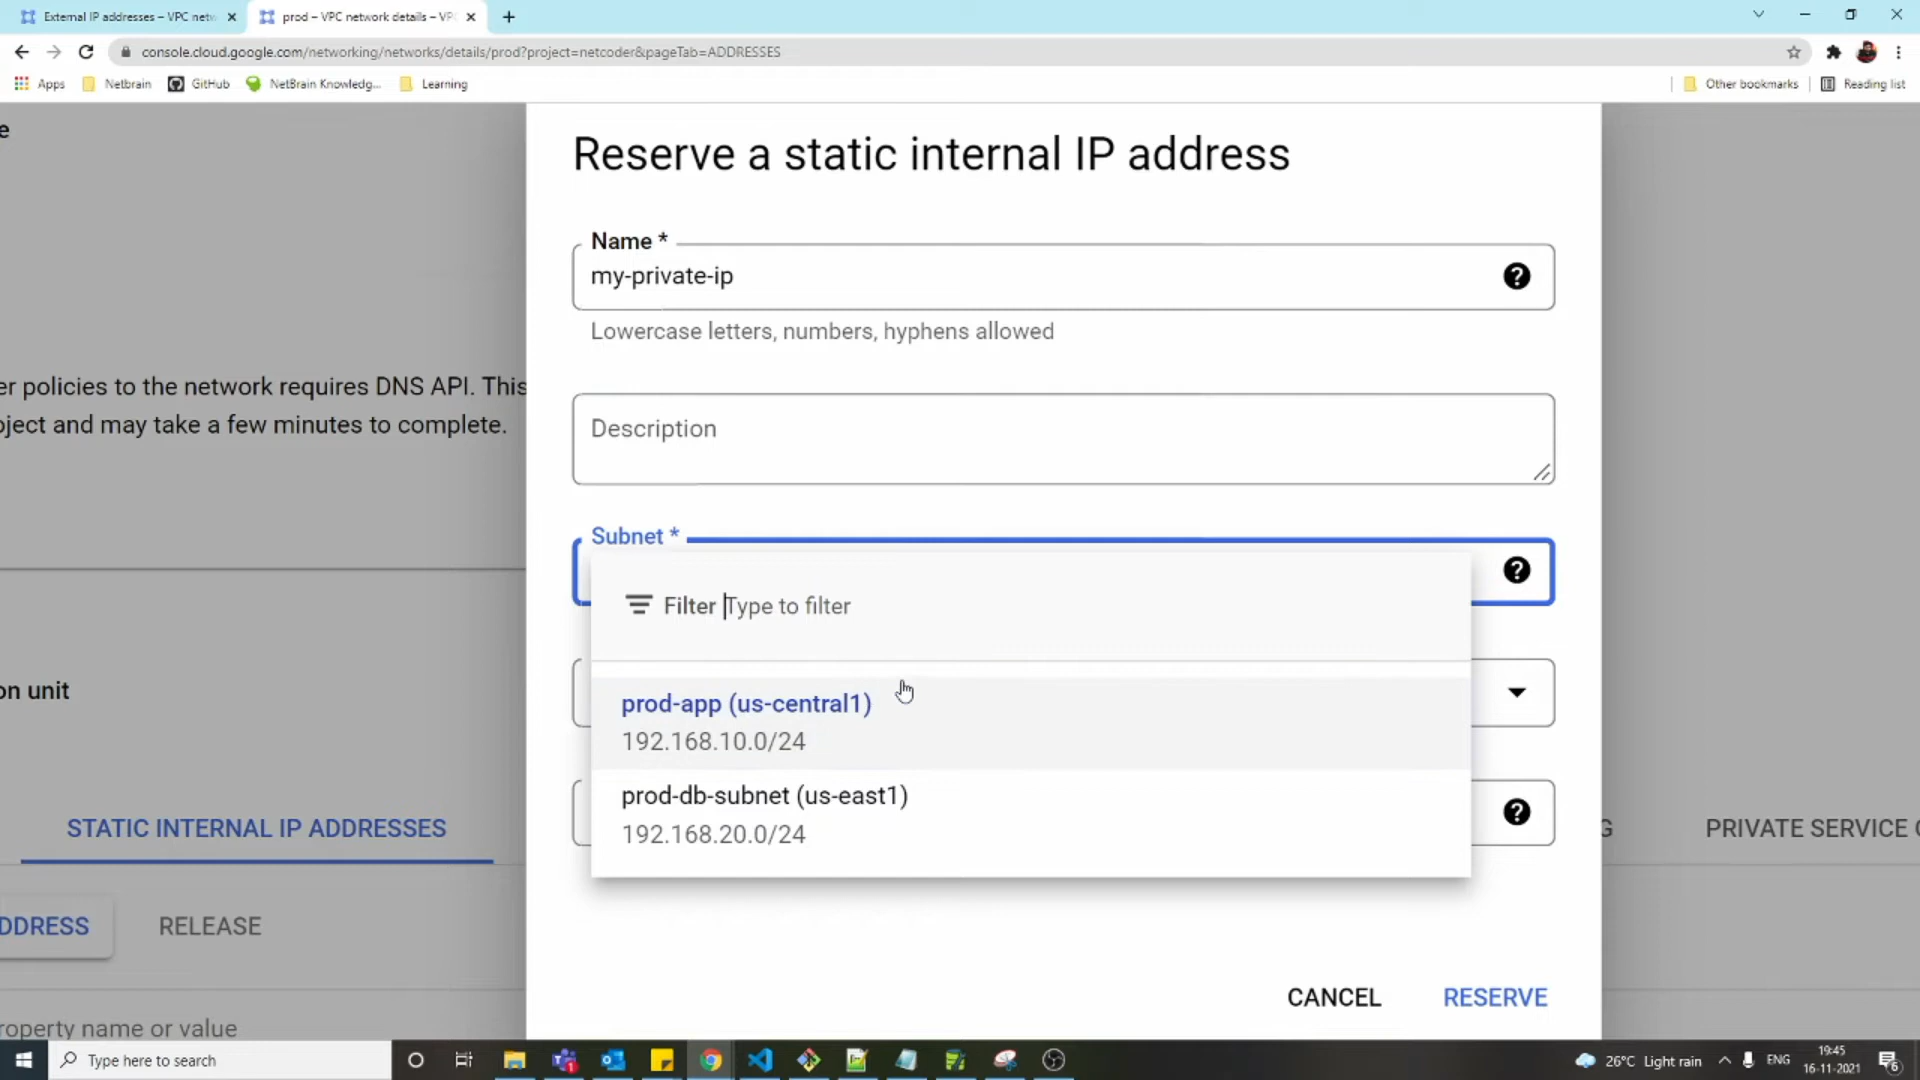 External IP addresses – VPC netw
prod – VPC network details – VPC
console.cloud.google.com/networking/networks/details/prod?project=netcoder&pageTab=ADDRESSES
Apps
Netbrain
GitHub
NetBrain Knowledg...
Learning
Other bookmarks
Reading list
e
Reserve a static internal IP address
Name *
my-private-ip
Lowercase letters, numbers, hyphens allowed
er policies to the network requires DNS API. This
oject and may take a few minutes to complete.
Description
Subnet *
Filter Type to filter
prod-app (us-central1)
192.168.10.0/24
on unit
prod-db-subnet (us-east1)
192.168.20.0/24
STATIC INTERNAL IP ADDRESSES
G
PRIVATE SERVICE C
DDRESS
RELEASE
CANCEL
RESERVE
roperty name or value
Type here to search
26°C Light rain
ENG
19:45
16-11-2021
6